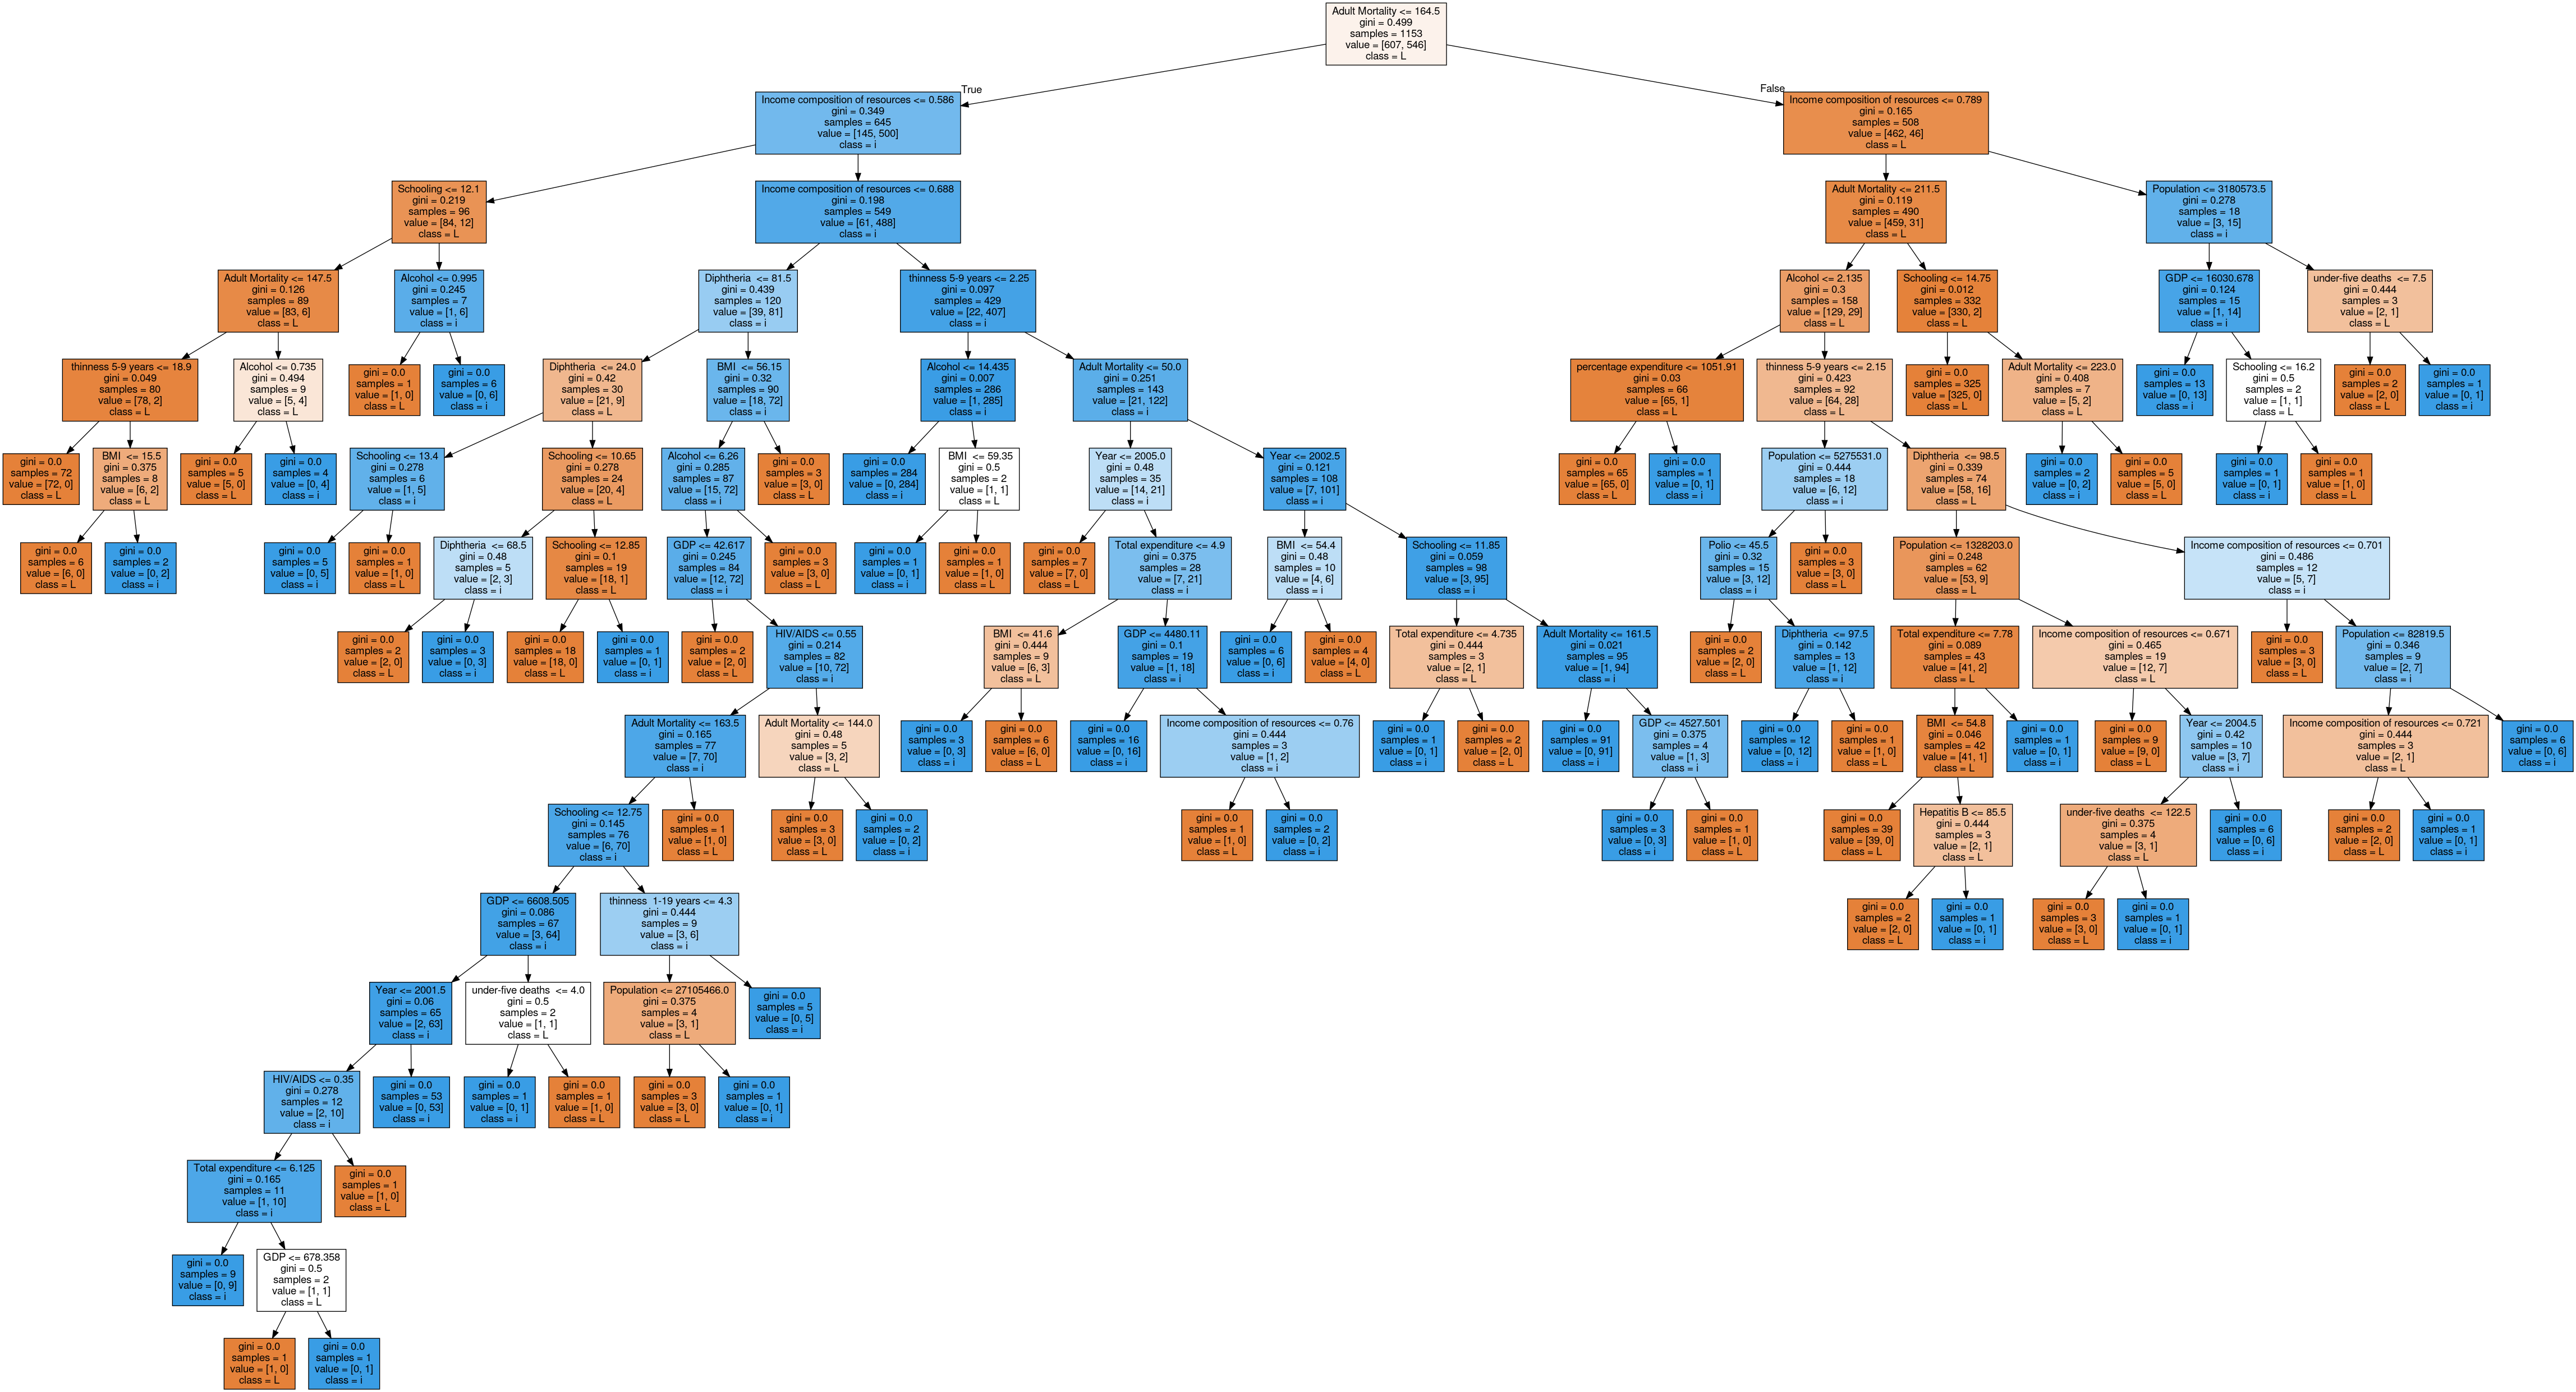 Adult Mortality <= 164.5
gini = 0.499
samples = 1153
value = [607, 546]
class = L
True
False
Income composition of resources <= 0.586
gini = 0.349
samples = 645
value = [145, 500]
class = i
Income composition of resources <= 0.789
gini = 0.165
samples = 508
value = [462, 46]
class = L
Schooling <= 12.1
gini = 0.219
samples = 96
value = [84, 12]
class = L
Income composition of resources <= 0.688
gini = 0.198
samples = 549
value = [61, 488]
class = i
Adult Mortality <= 211.5
gini = 0.119
samples = 490
value = [459, 31]
class = L
Population <= 3180573.5
gini = 0.278
samples = 18
value = [3, 15]
class = i
Adult Mortality <= 147.5
gini = 0.126
samples = 89
value = [83, 6]
class = L
Alcohol <= 0.995
gini = 0.245
samples = 7
value = [1, 6]
class = i
Diphtheria  <= 81.5
gini = 0.439
samples = 120
value = [39, 81]
class = i
thinness 5-9 years <= 2.25
gini = 0.097
samples = 429
value = [22, 407]
class = i
Alcohol <= 2.135
gini = 0.3
samples = 158
value = [129, 29]
class = L
Schooling <= 14.75
gini = 0.012
samples = 332
value = [330, 2]
class = L
GDP <= 16030.678
gini = 0.124
samples = 15
value = [1, 14]
class = i
under-five deaths  <= 7.5
gini = 0.444
samples = 3
value = [2, 1]
class = L
thinness 5-9 years <= 18.9
gini = 0.049
samples = 80
value = [78, 2]
class = L
Alcohol <= 0.735
gini = 0.494
samples = 9
value = [5, 4]
class = L
gini = 0.0
samples = 1
value = [1, 0]
class = L
gini = 0.0
samples = 6
value = [0, 6]
class = i
Diphtheria  <= 24.0
gini = 0.42
samples = 30
value = [21, 9]
class = L
BMI  <= 56.15
gini = 0.32
samples = 90
value = [18, 72]
class = i
Alcohol <= 14.435
gini = 0.007
samples = 286
value = [1, 285]
class = i
Adult Mortality <= 50.0
gini = 0.251
samples = 143
value = [21, 122]
class = i
percentage expenditure <= 1051.91
gini = 0.03
samples = 66
value = [65, 1]
class = L
thinness 5-9 years <= 2.15
gini = 0.423
samples = 92
value = [64, 28]
class = L
gini = 0.0
samples = 325
value = [325, 0]
class = L
Adult Mortality <= 223.0
gini = 0.408
samples = 7
value = [5, 2]
class = L
gini = 0.0
samples = 13
value = [0, 13]
class = i
Schooling <= 16.2
gini = 0.5
samples = 2
value = [1, 1]
class = L
gini = 0.0
samples = 2
value = [2, 0]
class = L
gini = 0.0
samples = 1
value = [0, 1]
class = i
gini = 0.0
samples = 72
value = [72, 0]
class = L
BMI  <= 15.5
gini = 0.375
samples = 8
value = [6, 2]
class = L
gini = 0.0
samples = 5
value = [5, 0]
class = L
gini = 0.0
samples = 4
value = [0, 4]
class = i
Schooling <= 13.4
gini = 0.278
samples = 6
value = [1, 5]
class = i
Schooling <= 10.65
gini = 0.278
samples = 24
value = [20, 4]
class = L
Alcohol <= 6.26
gini = 0.285
samples = 87
value = [15, 72]
class = i
gini = 0.0
samples = 3
value = [3, 0]
class = L
gini = 0.0
samples = 284
value = [0, 284]
class = i
BMI  <= 59.35
gini = 0.5
samples = 2
value = [1, 1]
class = L
Year <= 2005.0
gini = 0.48
samples = 35
value = [14, 21]
class = i
Year <= 2002.5
gini = 0.121
samples = 108
value = [7, 101]
class = i
gini = 0.0
samples = 65
value = [65, 0]
class = L
gini = 0.0
samples = 1
value = [0, 1]
class = i
Population <= 5275531.0
gini = 0.444
samples = 18
value = [6, 12]
class = i
Diphtheria  <= 98.5
gini = 0.339
samples = 74
value = [58, 16]
class = L
gini = 0.0
samples = 2
value = [0, 2]
class = i
gini = 0.0
samples = 5
value = [5, 0]
class = L
gini = 0.0
samples = 1
value = [0, 1]
class = i
gini = 0.0
samples = 1
value = [1, 0]
class = L
gini = 0.0
samples = 6
value = [6, 0]
class = L
gini = 0.0
samples = 2
value = [0, 2]
class = i
gini = 0.0
samples = 5
value = [0, 5]
class = i
gini = 0.0
samples = 1
value = [1, 0]
class = L
Diphtheria  <= 68.5
gini = 0.48
samples = 5
value = [2, 3]
class = i
Schooling <= 12.85
gini = 0.1
samples = 19
value = [18, 1]
class = L
GDP <= 42.617
gini = 0.245
samples = 84
value = [12, 72]
class = i
gini = 0.0
samples = 3
value = [3, 0]
class = L
gini = 0.0
samples = 1
value = [0, 1]
class = i
gini = 0.0
samples = 1
value = [1, 0]
class = L
gini = 0.0
samples = 7
value = [7, 0]
class = L
Total expenditure <= 4.9
gini = 0.375
samples = 28
value = [7, 21]
class = i
BMI  <= 54.4
gini = 0.48
samples = 10
value = [4, 6]
class = i
Schooling <= 11.85
gini = 0.059
samples = 98
value = [3, 95]
class = i
Polio <= 45.5
gini = 0.32
samples = 15
value = [3, 12]
class = i
gini = 0.0
samples = 3
value = [3, 0]
class = L
Population <= 1328203.0
gini = 0.248
samples = 62
value = [53, 9]
class = L
Income composition of resources <= 0.701
gini = 0.486
samples = 12
value = [5, 7]
class = i
gini = 0.0
samples = 2
value = [2, 0]
class = L
gini = 0.0
samples = 3
value = [0, 3]
class = i
gini = 0.0
samples = 18
value = [18, 0]
class = L
gini = 0.0
samples = 1
value = [0, 1]
class = i
gini = 0.0
samples = 2
value = [2, 0]
class = L
HIV/AIDS <= 0.55
gini = 0.214
samples = 82
value = [10, 72]
class = i
BMI  <= 41.6
gini = 0.444
samples = 9
value = [6, 3]
class = L
GDP <= 4480.11
gini = 0.1
samples = 19
value = [1, 18]
class = i
gini = 0.0
samples = 6
value = [0, 6]
class = i
gini = 0.0
samples = 4
value = [4, 0]
class = L
Total expenditure <= 4.735
gini = 0.444
samples = 3
value = [2, 1]
class = L
Adult Mortality <= 161.5
gini = 0.021
samples = 95
value = [1, 94]
class = i
gini = 0.0
samples = 2
value = [2, 0]
class = L
Diphtheria  <= 97.5
gini = 0.142
samples = 13
value = [1, 12]
class = i
Total expenditure <= 7.78
gini = 0.089
samples = 43
value = [41, 2]
class = L
Income composition of resources <= 0.671
gini = 0.465
samples = 19
value = [12, 7]
class = L
gini = 0.0
samples = 3
value = [3, 0]
class = L
Population <= 82819.5
gini = 0.346
samples = 9
value = [2, 7]
class = i
Adult Mortality <= 163.5
gini = 0.165
samples = 77
value = [7, 70]
class = i
Adult Mortality <= 144.0
gini = 0.48
samples = 5
value = [3, 2]
class = L
gini = 0.0
samples = 3
value = [0, 3]
class = i
gini = 0.0
samples = 6
value = [6, 0]
class = L
gini = 0.0
samples = 16
value = [0, 16]
class = i
Income composition of resources <= 0.76
gini = 0.444
samples = 3
value = [1, 2]
class = i
gini = 0.0
samples = 1
value = [0, 1]
class = i
gini = 0.0
samples = 2
value = [2, 0]
class = L
gini = 0.0
samples = 91
value = [0, 91]
class = i
GDP <= 4527.501
gini = 0.375
samples = 4
value = [1, 3]
class = i
gini = 0.0
samples = 12
value = [0, 12]
class = i
gini = 0.0
samples = 1
value = [1, 0]
class = L
BMI  <= 54.8
gini = 0.046
samples = 42
value = [41, 1]
class = L
gini = 0.0
samples = 1
value = [0, 1]
class = i
gini = 0.0
samples = 9
value = [9, 0]
class = L
Year <= 2004.5
gini = 0.42
samples = 10
value = [3, 7]
class = i
Income composition of resources <= 0.721
gini = 0.444
samples = 3
value = [2, 1]
class = L
gini = 0.0
samples = 6
value = [0, 6]
class = i
Schooling <= 12.75
gini = 0.145
samples = 76
value = [6, 70]
class = i
gini = 0.0
samples = 1
value = [1, 0]
class = L
gini = 0.0
samples = 3
value = [3, 0]
class = L
gini = 0.0
samples = 2
value = [0, 2]
class = i
gini = 0.0
samples = 1
value = [1, 0]
class = L
gini = 0.0
samples = 2
value = [0, 2]
class = i
gini = 0.0
samples = 3
value = [0, 3]
class = i
gini = 0.0
samples = 1
value = [1, 0]
class = L
gini = 0.0
samples = 39
value = [39, 0]
class = L
Hepatitis B <= 85.5
gini = 0.444
samples = 3
value = [2, 1]
class = L
under-five deaths  <= 122.5
gini = 0.375
samples = 4
value = [3, 1]
class = L
gini = 0.0
samples = 6
value = [0, 6]
class = i
gini = 0.0
samples = 2
value = [2, 0]
class = L
gini = 0.0
samples = 1
value = [0, 1]
class = i
GDP <= 6608.505
gini = 0.086
samples = 67
value = [3, 64]
class = i
thinness  1-19 years <= 4.3
gini = 0.444
samples = 9
value = [3, 6]
class = i
gini = 0.0
samples = 2
value = [2, 0]
class = L
gini = 0.0
samples = 1
value = [0, 1]
class = i
gini = 0.0
samples = 3
value = [3, 0]
class = L
gini = 0.0
samples = 1
value = [0, 1]
class = i
Year <= 2001.5
gini = 0.06
samples = 65
value = [2, 63]
class = i
under-five deaths  <= 4.0
gini = 0.5
samples = 2
value = [1, 1]
class = L
Population <= 27105466.0
gini = 0.375
samples = 4
value = [3, 1]
class = L
gini = 0.0
samples = 5
value = [0, 5]
class = i
HIV/AIDS <= 0.35
gini = 0.278
samples = 12
value = [2, 10]
class = i
gini = 0.0
samples = 53
value = [0, 53]
class = i
gini = 0.0
samples = 1
value = [0, 1]
class = i
gini = 0.0
samples = 1
value = [1, 0]
class = L
gini = 0.0
samples = 3
value = [3, 0]
class = L
gini = 0.0
samples = 1
value = [0, 1]
class = i
Total expenditure <= 6.125
gini = 0.165
samples = 11
value = [1, 10]
class = i
gini = 0.0
samples = 1
value = [1, 0]
class = L
gini = 0.0
samples = 9
value = [0, 9]
class = i
GDP <= 678.358
gini = 0.5
samples = 2
value = [1, 1]
class = L
gini = 0.0
samples = 1
value = [1, 0]
class = L
gini = 0.0
samples = 1
value = [0, 1]
class = i